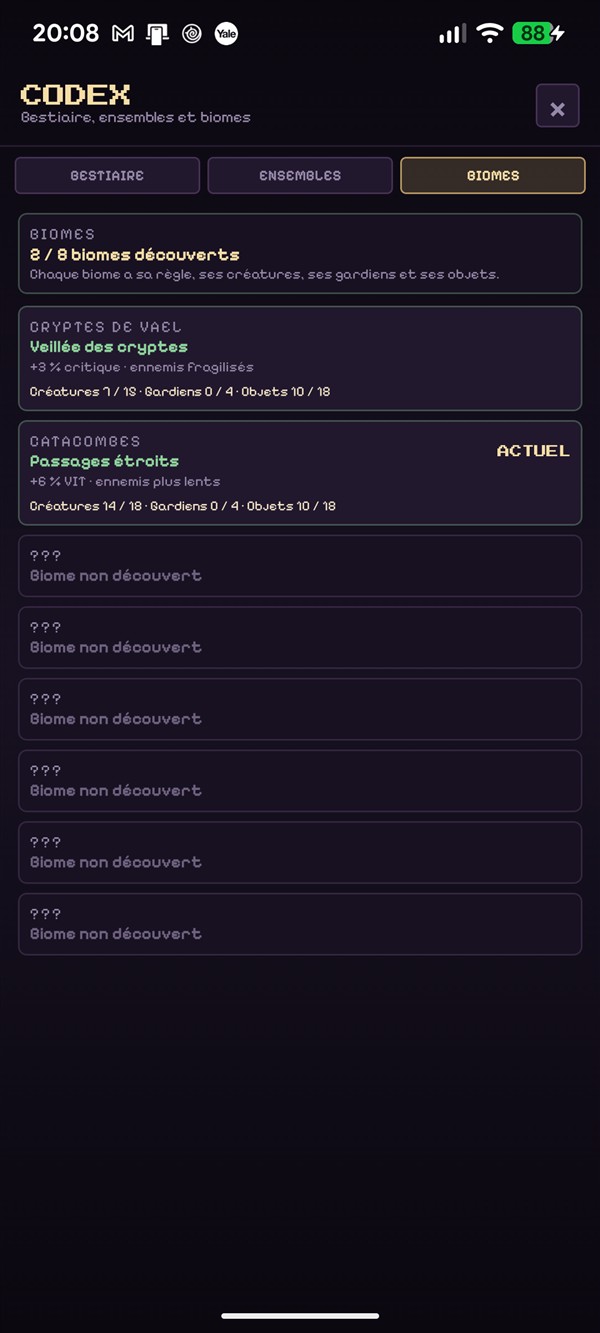 20:08
Yale
88
CODEX
Bestiaire, ensembles et biomes
×
BESTIAIRE
ENSEMBLES
BIOMES
BIOMES
2 / 8 biomes découverts
Chaque biome a sa règle, ses créatures, ses gardiens et ses objets.
CRYPTES DE VAEL
Veillée des cryptes
+3 % critique · ennemis fragilisés
Créatures 7 / 18 · Gardiens 0 / 4 · Objets 10 / 18
CATACOMBES
ACTUEL
Passages étroits
+6 % VIT · ennemis plus lents
Créatures 14 / 18 · Gardiens 0 / 4 · Objets 10 / 18
???
Biome non découvert
???
Biome non découvert
???
Biome non découvert
???
Biome non découvert
???
Biome non découvert
???
Biome non découvert